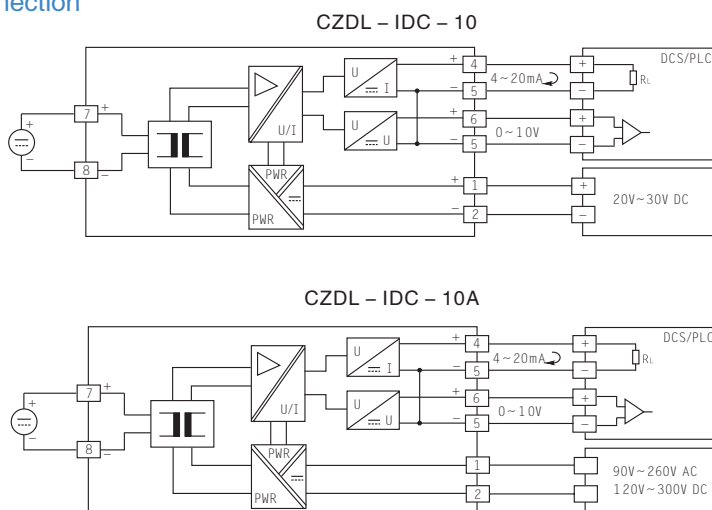 nection
CZDL – IDC – 10
7 +
8 –
+
–
U/I
PWR
PWR
U
I
U
U
+ 4
– 5
+ 6
– 5
+ 1
– 2
4~20mA
0~10V
+
–
+
–
+
–
RL
DCS/PLC
20V~30V DC
CZDL – IDC – 10A
7 +
8 –
+
–
U/I
PWR
PWR
U
I
U
U
+ 4
– 5
+ 6
– 5
1
2
4~20mA
0~10V
+
–
+
–
RL
DCS/PLC
90V~260V AC
120V~300V DC